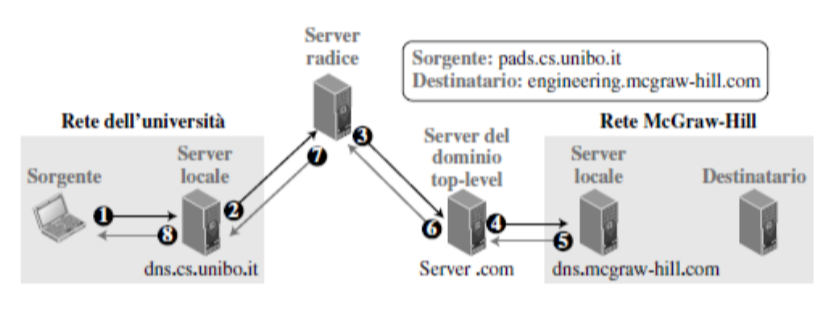 Server
radice
Sorgente: pads.cs.unibo.it
Destinatario: engineering.mcgraw-hill.com
Rete dell'università
Rete McGraw-Hill
Sorgente
Server
locale
Server del
dominio
top-level
Server
locale
Destinatario
1
8
2
7
3
6
4
5
dns.cs.unibo.it
Server .com
dns.mcgraw-hill.com